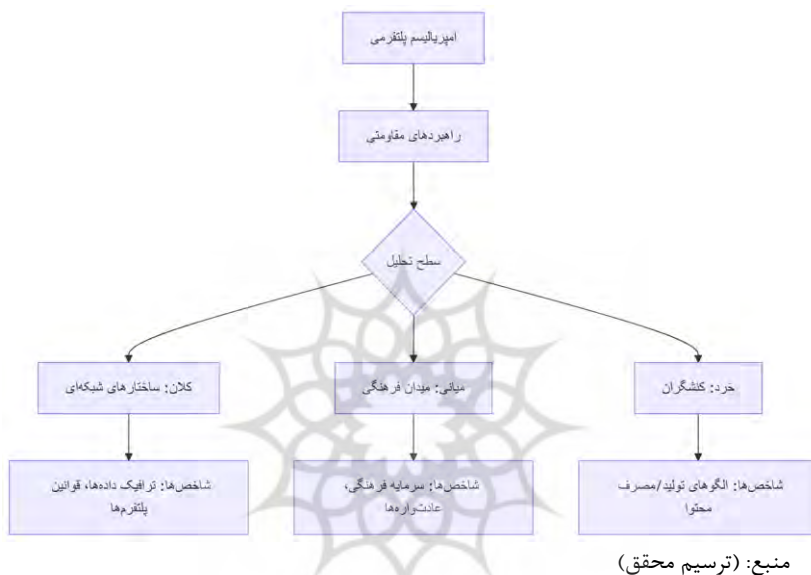 امپریالیسم پلتفرمی
راهبردهای مقاومتی
سطح تحلیل
خرد: کنشگران
میانی: میدان فرهنگی
کلان: ساختارهای شبکه‌ای
شاخص‌ها: الگوهای تولید/مصرف
محتوا
شاخص‌ها: سرمایه فرهنگی،
عادت‌واره‌ها
شاخص‌ها: ترافیک داده‌ها، قوانین
پلتفرم‌ها
منبع: (ترسیم محقق)